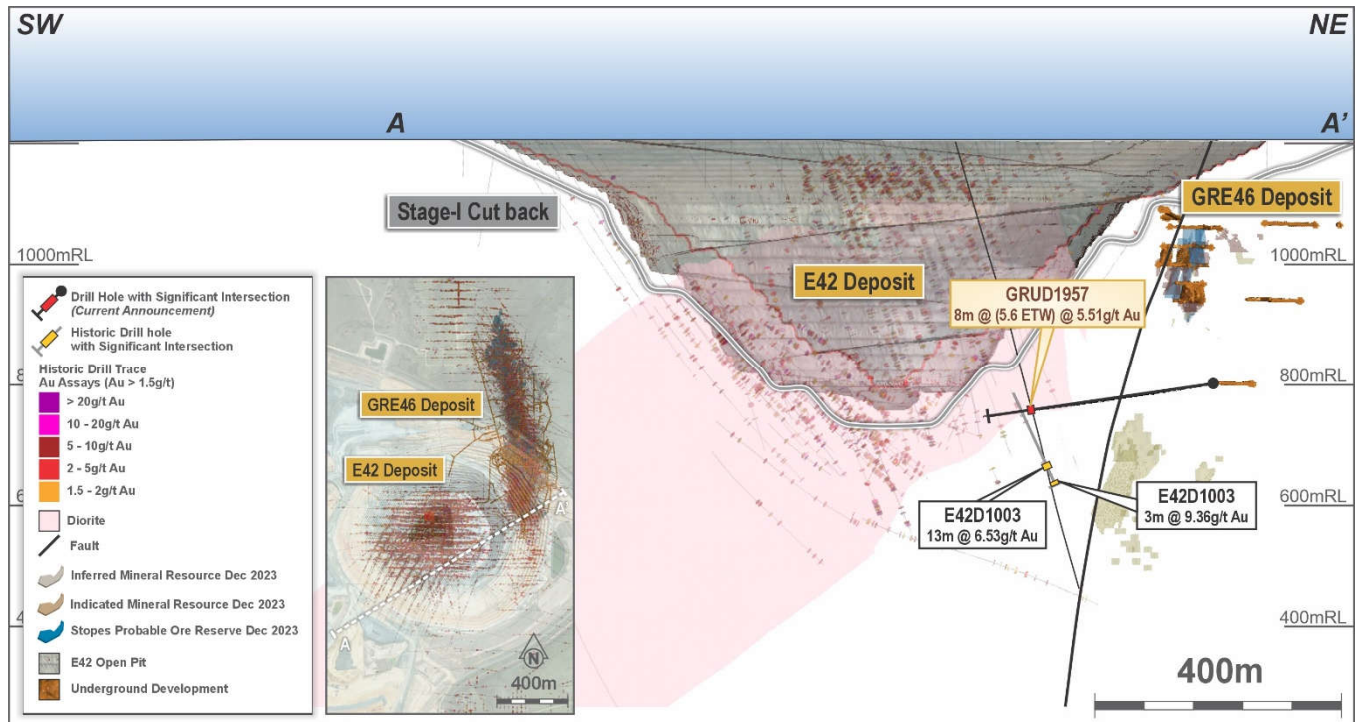 SW
NE
A
A'
Stage-I Cut back
GRE46 Deposit
1000mRL
1000mRL
E42 Deposit
GRUD1957
8m @ (5.6 ETW) @ 5.51g/t Au
800mRL
600mRL
400mRL
E42D1003
13m @ 6.53g/t Au
E42D1003
3m @ 9.36g/t Au
400m
Drill Hole with Significant Intersection
(Current Announcement)
Historic Drill hole
with Significant Intersection
Historic Drill Trace
Au Assays (Au > 1.5g/t)
> 20g/t Au
10 - 20g/t Au
5 - 10g/t Au
2 - 5g/t Au
1.5 - 2g/t Au
Diorite
Fault
Inferred Mineral Resource Dec 2023
Indicated Mineral Resource Dec 2023
Stopes Probable Ore Reserve Dec 2023
E42 Open Pit
Underground Development
8
6
4
GRE46 Deposit
E42 Deposit
A'
A
N
400m